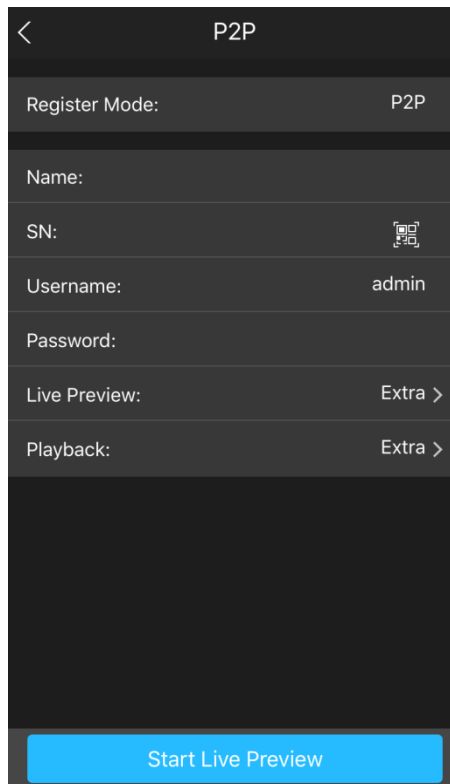 P2P
Register Mode: P2P
Name:
SN:
Username: admin
Password:
Live Preview: Extra
Playback: Extra
Start Live Preview